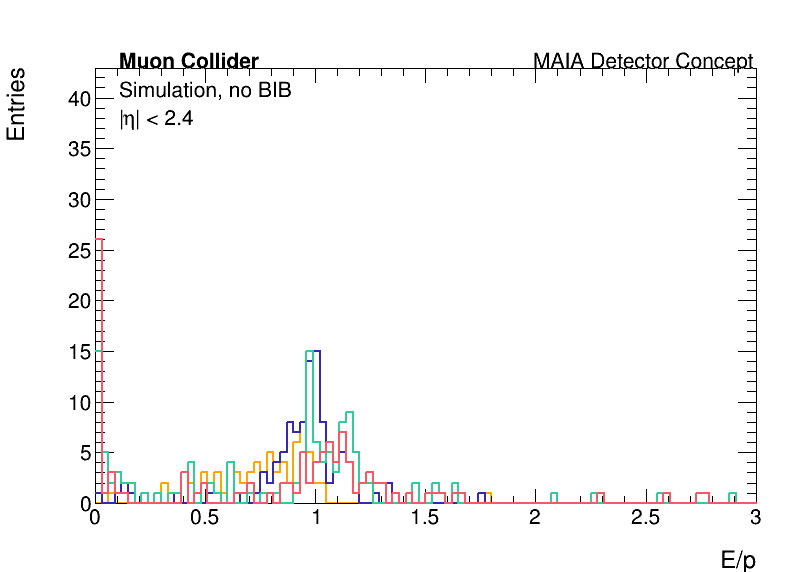 Muon Collider
MAIA Detector Concept
Simulation, no BIB
|η| < 2.4
Entries
40
35
30
25
20
15
10
5
0
0 0.5 1 1.5 2 2.5 3
E/p